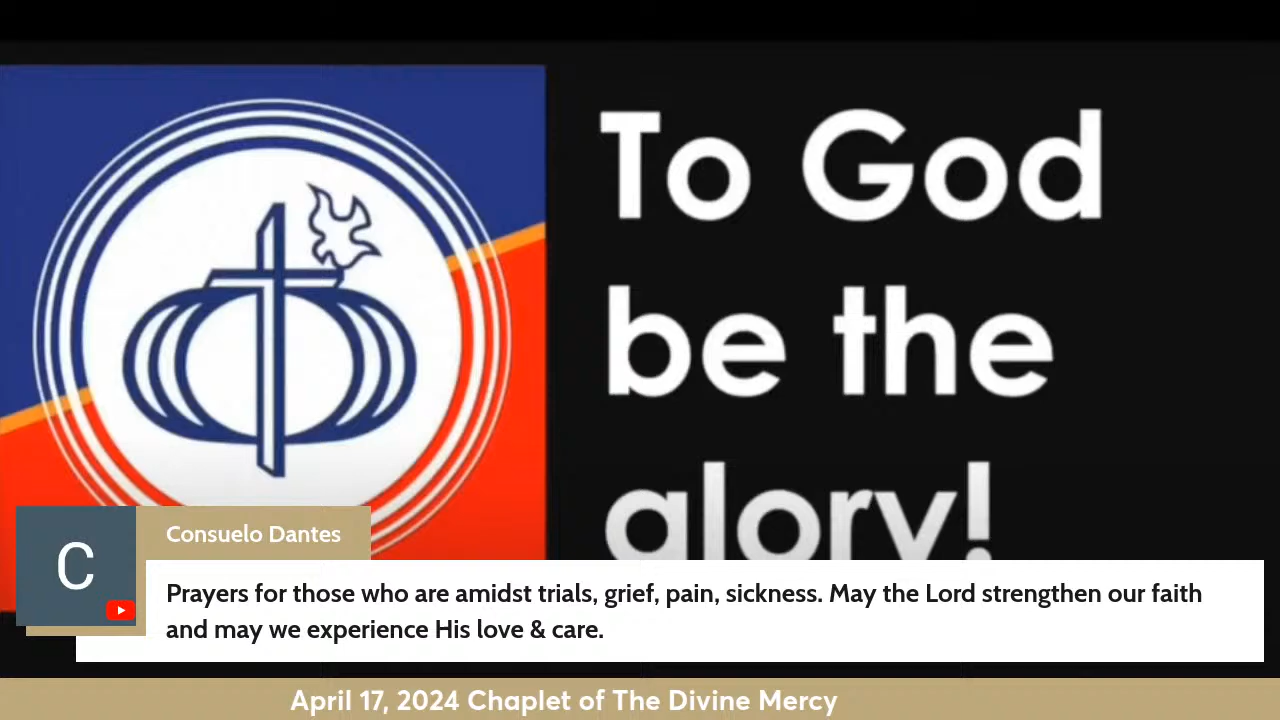 To God
be the
glory!
C
Consuelo Dantes
Prayers for those who are amidst trials, grief, pain, sickness. May the Lord strengthen our faith
and may we experience His love & care.
April 17, 2024 Chaplet of The Divine Mercy